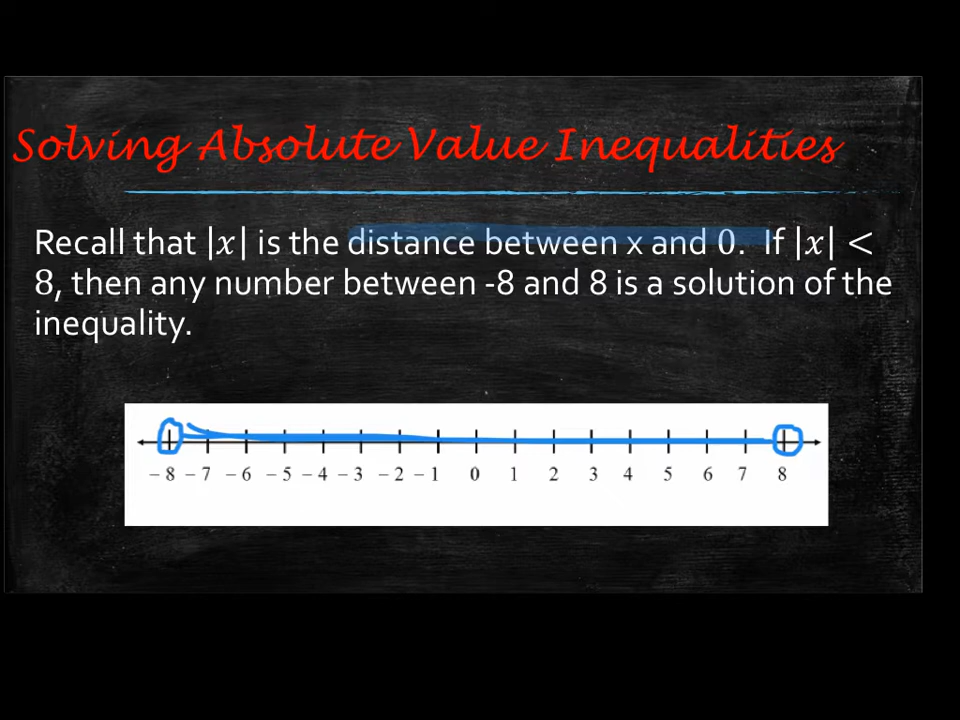 Solving Absolute Value Inequalities
Recall that |𝑥| is the distance between x and 0. If |𝑥| <
8, then any number between -8 and 8 is a solution of the
inequality.
– 8 – 7 – 6 – 5 – 4 – 3 – 2 – 1 0 1 2 3 4 5 6 7 8